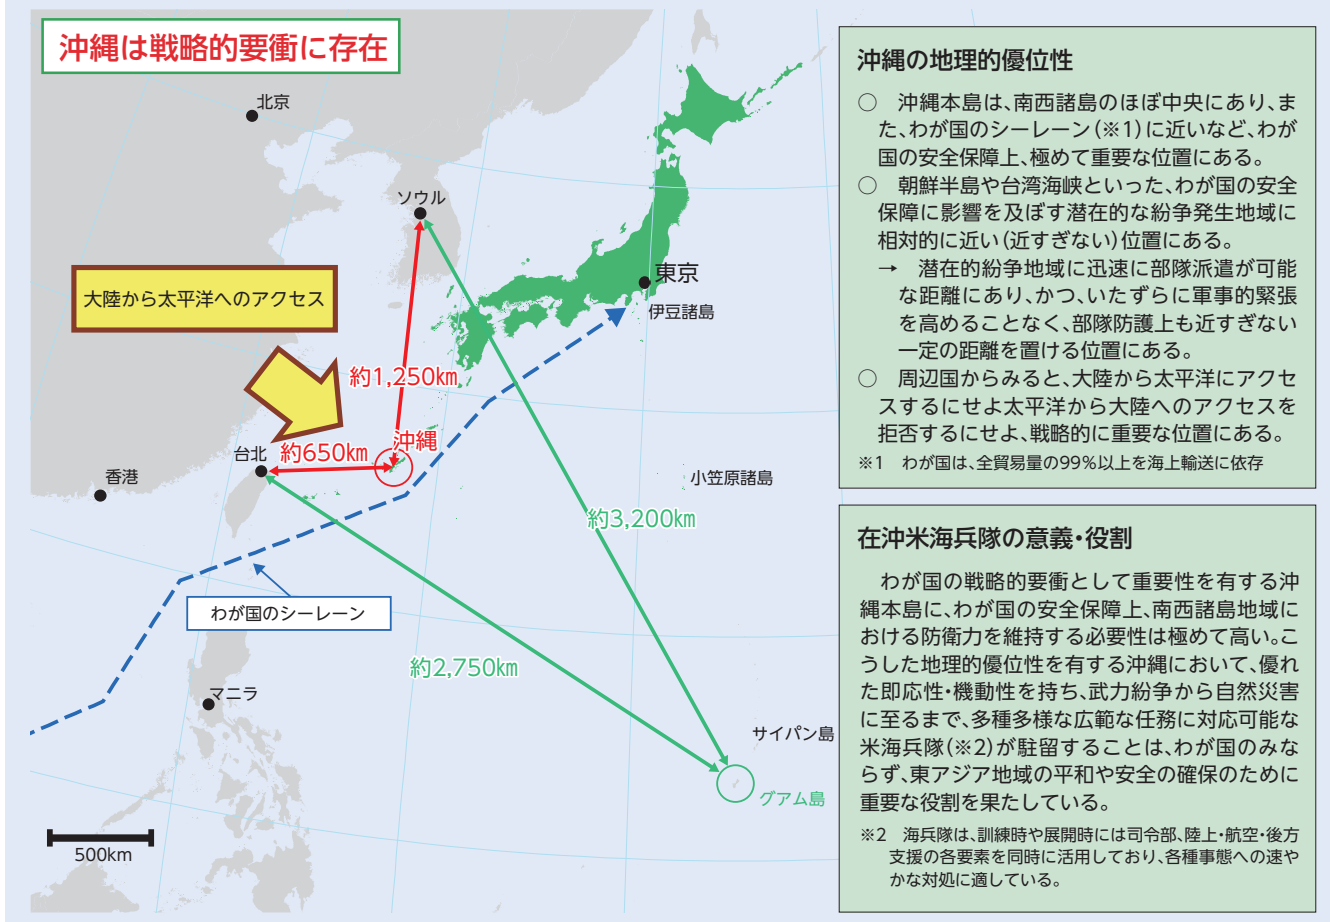 沖縄は戦略的要衝に存在
北京
ソウル
東京
伊豆諸島
大陸から太平洋へのアクセス
約1,250km
沖縄
約650km
台北
香港
小笠原諸島
約3,200km
わが国のシーレーン
約2,750km
マニラ
サイパン島
グアム島
500km
沖縄の地理的優位性
○ 沖縄本島は、南西諸島のほぼ中央にあり、ま
た、わが国のシーレーン(※1)に近いなど、わが
国の安全保障上、極めて重要な位置にある。
○ 朝鮮半島や台湾海峡といった、わが国の安全
保障に影響を及ぼす潜在的な紛争発生地域に
相対的に近い(近すぎない)位置にある。
→ 潜在的紛争地域に迅速に部隊派遣が可能
な距離にあり、かつ、いたずらに軍事的緊張
を高めることなく、部隊防護上も近すぎない
一定の距離を置ける位置にある。
○ 周辺国からみると、大陸から太平洋にアクセ
スするにせよ太平洋から大陸へのアクセスを
拒否するにせよ、戦略的に重要な位置にある。
※1 わが国は、全貿易量の99%以上を海上輸送に依存
在沖米海兵隊の意義・役割
わが国の戦略的要衝として重要性を有する沖
縄本島に、わが国の安全保障上、南西諸島地域に
おける防衛力を維持する必要性は極めて高い。こ
うした地理的優位性を有する沖縄において、優れ
た即応性・機動性を持ち、武力紛争から自然災害
に至るまで、多種多様な広範な任務に対応可能な
米海兵隊(※2)が駐留することは、わが国のみな
らず、東アジア地域の平和や安全の確保のために
重要な役割を果たしている。
※2 海兵隊は、訓練時や展開時には司令部、陸上・航空・後方
支援の各要素を同時に活用しており、各種事態への速や
かな対処に適している。